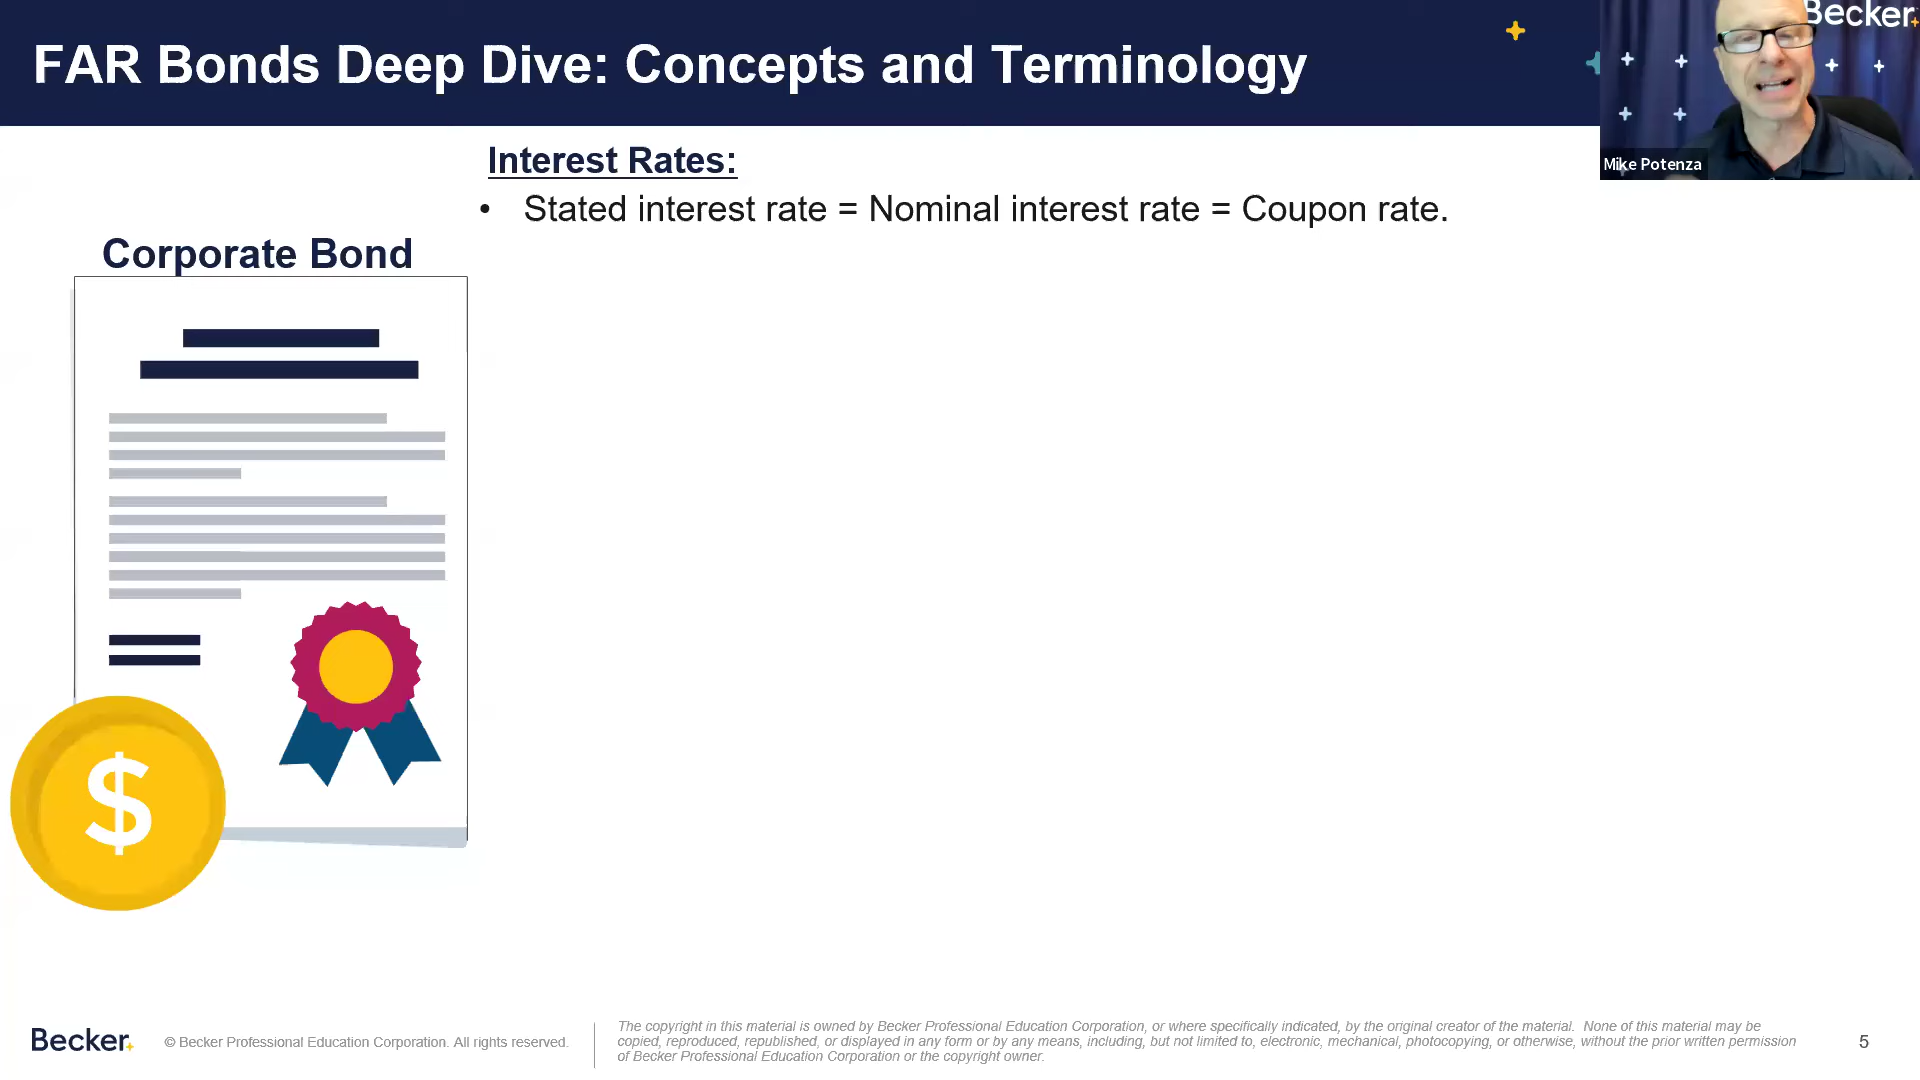 FAR Bonds Deep Dive: Concepts and Terminology
Becker
Mike Potenza
Interest Rates:
• Stated interest rate = Nominal interest rate = Coupon rate.
Corporate Bond
$
Becker
© Becker Professional Education Corporation. All rights reserved.
The copyright in this material is owned by Becker Professional Education Corporation, or where specifically indicated, by the original creator of the material. None of this material may be
copied, reproduced, republished, or displayed in any form or by any means, including, but not limited to, electronic, mechanical, photocopying, or otherwise, without the prior written permission
of Becker Professional Education Corporation or the copyright owner.
5